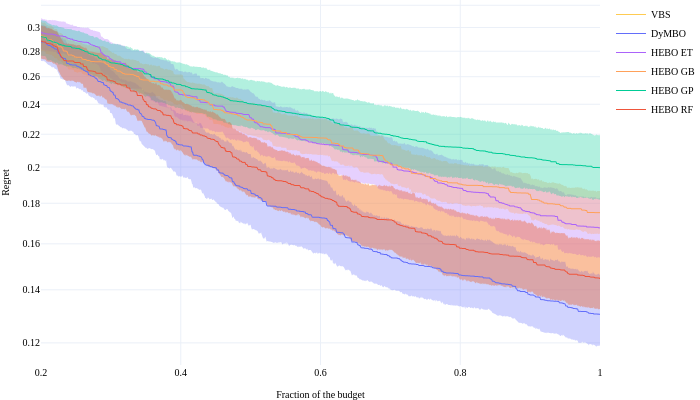 0.3
0.28
0.26
0.24
0.22
0.2
0.18
0.16
0.14
0.12
Regret
0.2 0.4 0.6 0.8 1
Fraction of the budget
VBS
DyMBO
HEBO ET
HEBO GB
HEBO GP
HEBO RF